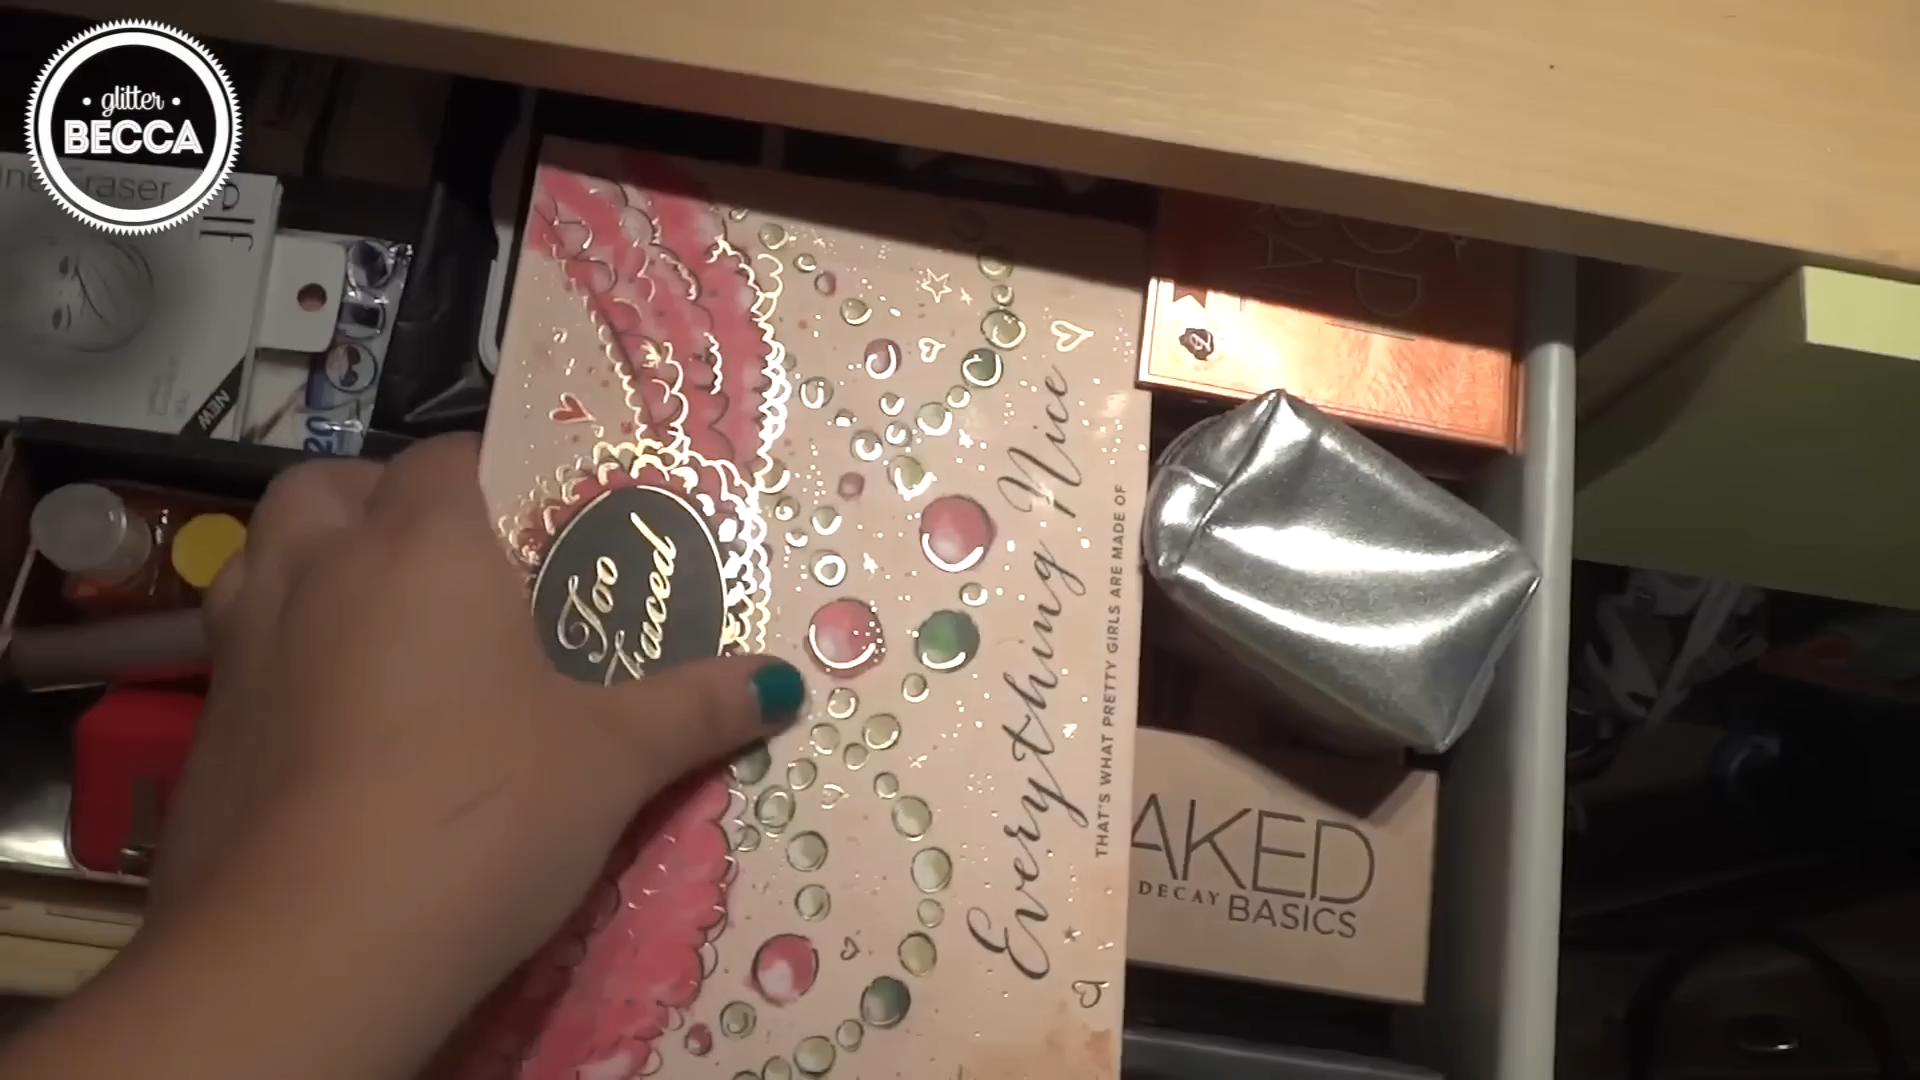 glitter
BECCA
Eraser
elf
NEW
Too
Faced
Everything Nice
THAT'S WHAT PRETTY GIRLS ARE MADE OF
AKED
DECAY BASICS